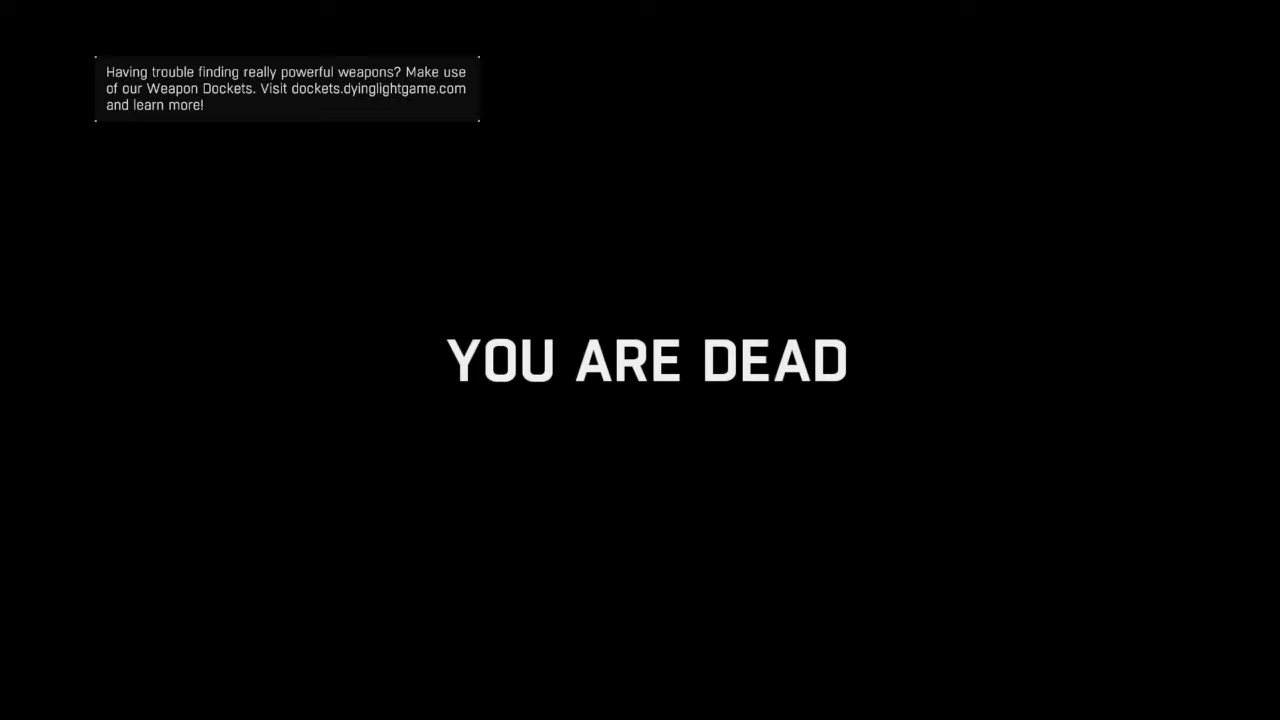 Having trouble finding really powerful weapons? Make use
of our Weapon Dockets. Visit dockets.dyinglightgame.com
and learn more!
YOU ARE DEAD